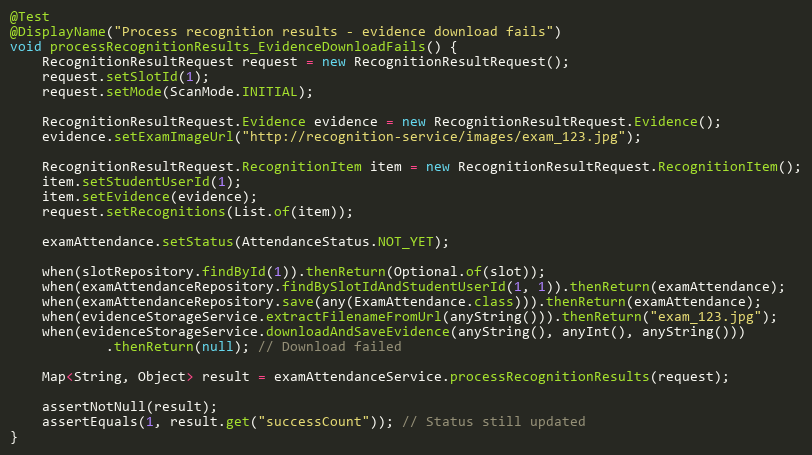 @Test
@DisplayName("Process recognition results - evidence download fails")
void processRecognitionResults_EvidenceDownloadFails() {
    RecognitionResultRequest request = new RecognitionResultRequest();
    request.setSlotId(1);
    request.setMode(ScanMode.INITIAL);

    RecognitionResultRequest.Evidence evidence = new RecognitionResultRequest.Evidence();
    evidence.setExamImageUrl("http://recognition-service/images/exam_123.jpg");

    RecognitionResultRequest.RecognitionItem item = new RecognitionResultRequest.RecognitionItem();
    item.setStudentUserId(1);
    item.setEvidence(evidence);
    request.setRecognitions(List.of(item));

    examAttendance.setStatus(AttendanceStatus.NOT_YET);

    when(slotRepository.findById(1)).thenReturn(Optional.of(slot));
    when(examAttendanceRepository.findBySlotIdAndStudentUserId(1, 1)).thenReturn(examAttendance);
    when(examAttendanceRepository.save(any(ExamAttendance.class))).thenReturn(examAttendance);
    when(evidenceStorageService.extractFilenameFromUrl(anyString())).thenReturn("exam_123.jpg");
    when(evidenceStorageService.downloadAndSaveEvidence(anyString(), anyInt(), anyString()))
            .thenReturn(null); // Download failed

    Map<String, Object> result = examAttendanceService.processRecognitionResults(request);

    assertNotNull(result);
    assertEquals(1, result.get("successCount")); // Status still updated
}